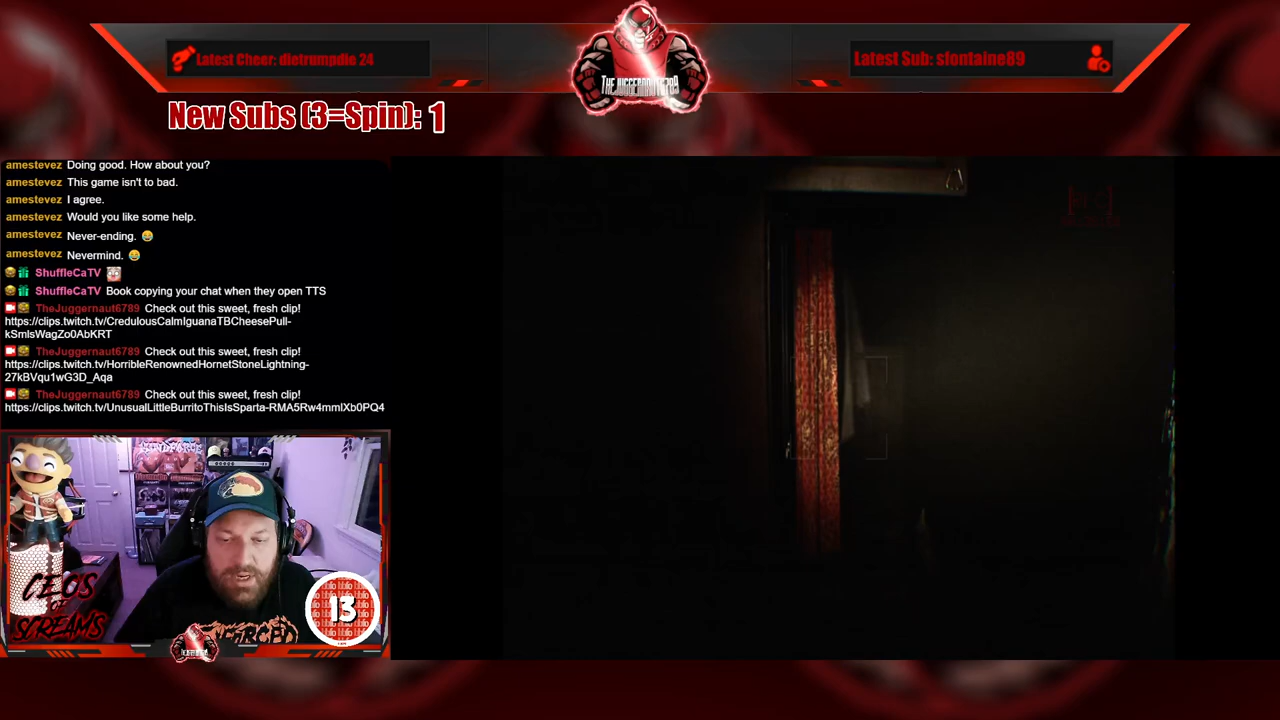 Latest Cheer: dietrumpdie 24
THEJUGGERNAUT6789
Latest Sub: sfontaine89
New Subs (3=Spin): 1
amestevez Doing good. How about you?
amestevez This game isn't to bad.
amestevez I agree.
amestevez Would you like some help.
amestevez Never-ending. 😂
amestevez Nevermind. 😂
ShuffleCaTV
ShuffleCaTV Book copying your chat when they open TTS
TheJuggernaut6789 Check out this sweet, fresh clip!
https://clips.twitch.tv/CredulousCalmIguanaTBCheesePull-
kSmlsWagZo0AbKRT
TheJuggernaut6789 Check out this sweet, fresh clip!
https://clips.twitch.tv/HorribleRenownedHornetStoneLightning-
27kBVqu1wG3D_Aqa
TheJuggernaut6789 Check out this sweet, fresh clip!
https://clips.twitch.tv/UnusualLittleBurritoThisIsSparta-RMA5Rw4mmlXb0PQ4
CEO'S
OF
SCREAMS
13